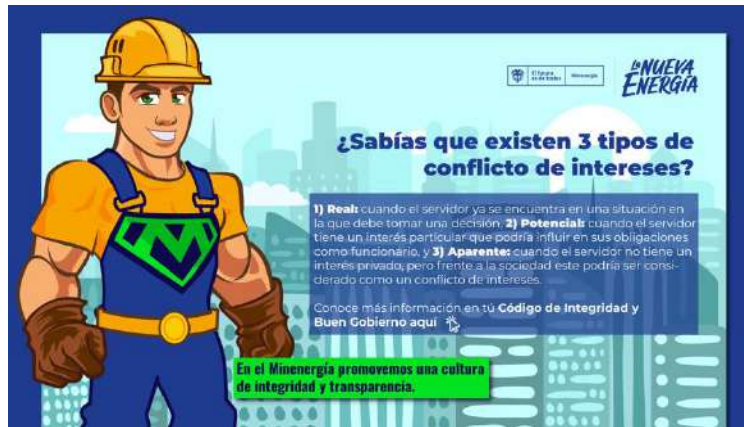 El futuro es de todos
Minenergía
LA NUEVA
ENERGÍA
¿Sabías que existen 3 tipos de
conflicto de intereses?
1) Real: cuando el servidor ya se encuentra en una situación en
la que debe tomar una decisión, 2) Potencial: cuando el servidor
tiene un interés particular que podría influir en sus obligaciones
como funcionario, y 3) Aparente: cuando el servidor no tiene un
interés privado, pero frente a la sociedad este podría ser consi-
derado como un conflicto de intereses.
Conoce más información en tú Código de Integridad y
Buen Gobierno aquí
M
En el Minenergía promovemos una cultura
de integridad y transparencia.